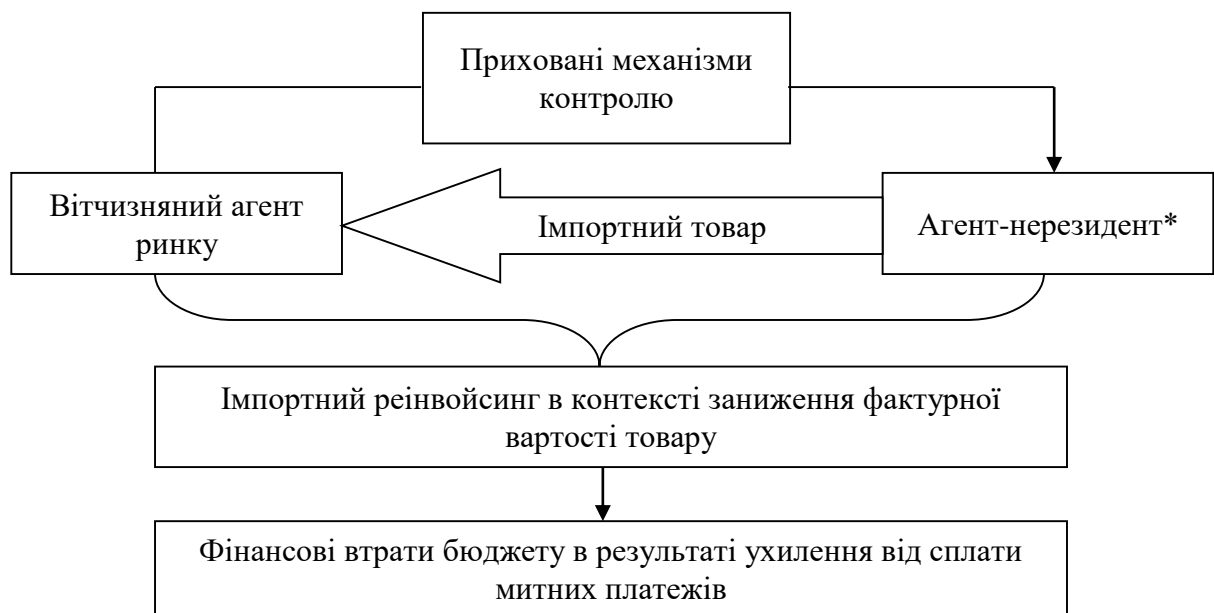 Приховані механізми
контролю
Вітчизняний агент
ринку
Імпортний товар
Агент-нерезидент*
Імпортний реінвойсинг в контексті заниження фактурної
вартості товару
Фінансові втрати бюджету в результаті ухилення від сплати
митних платежів